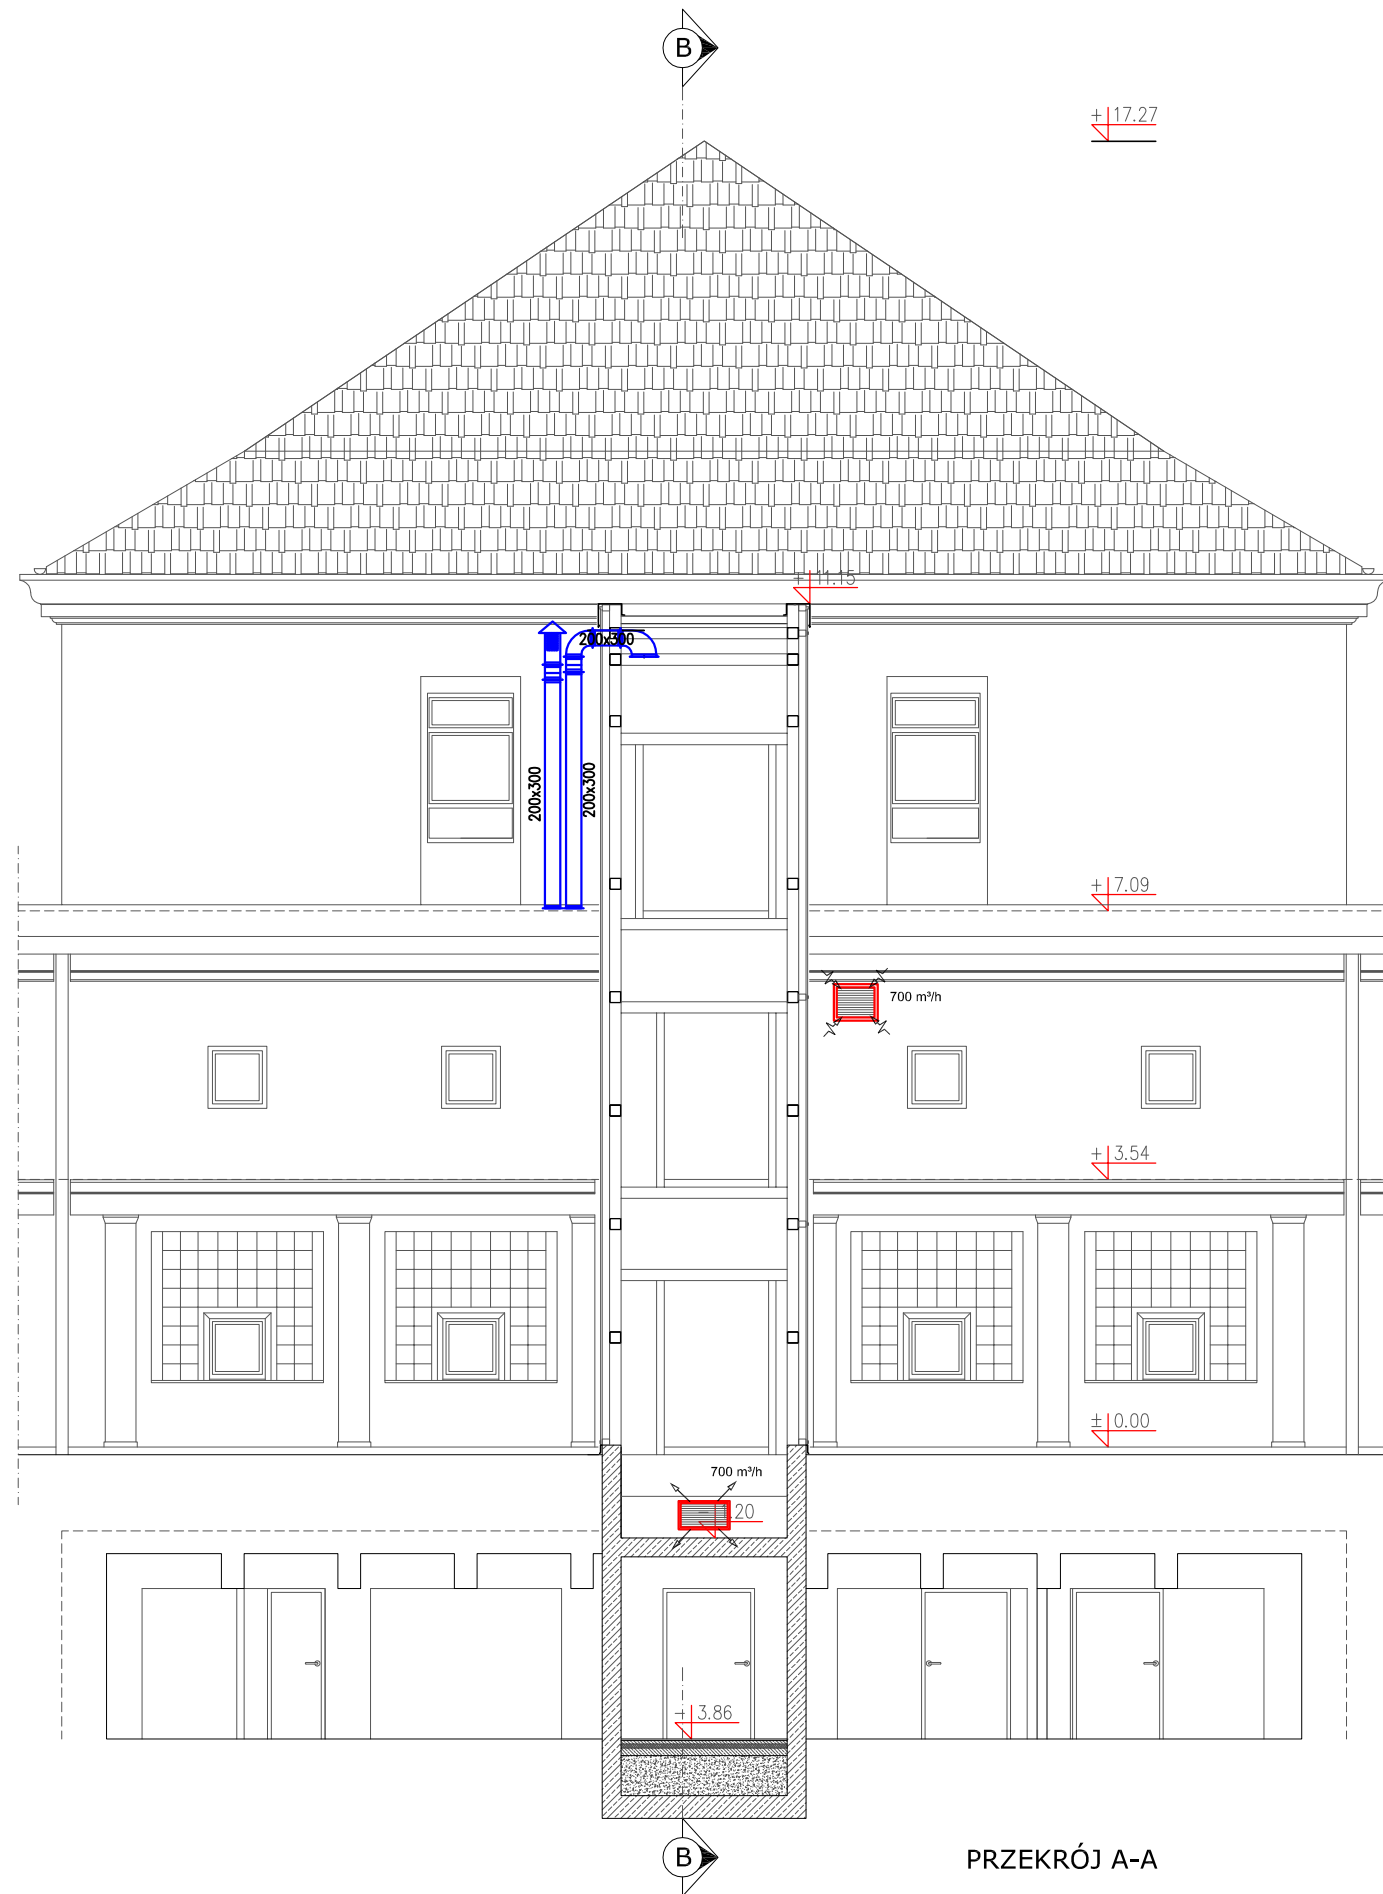 B
+ 17.27
+ 11.15
200x300
200x300
200x300
+ 7.09
700 m³/h
+ 3.54
± 0.00
700 m³/h
.20
3.86
B
PRZEKRÓJ A-A